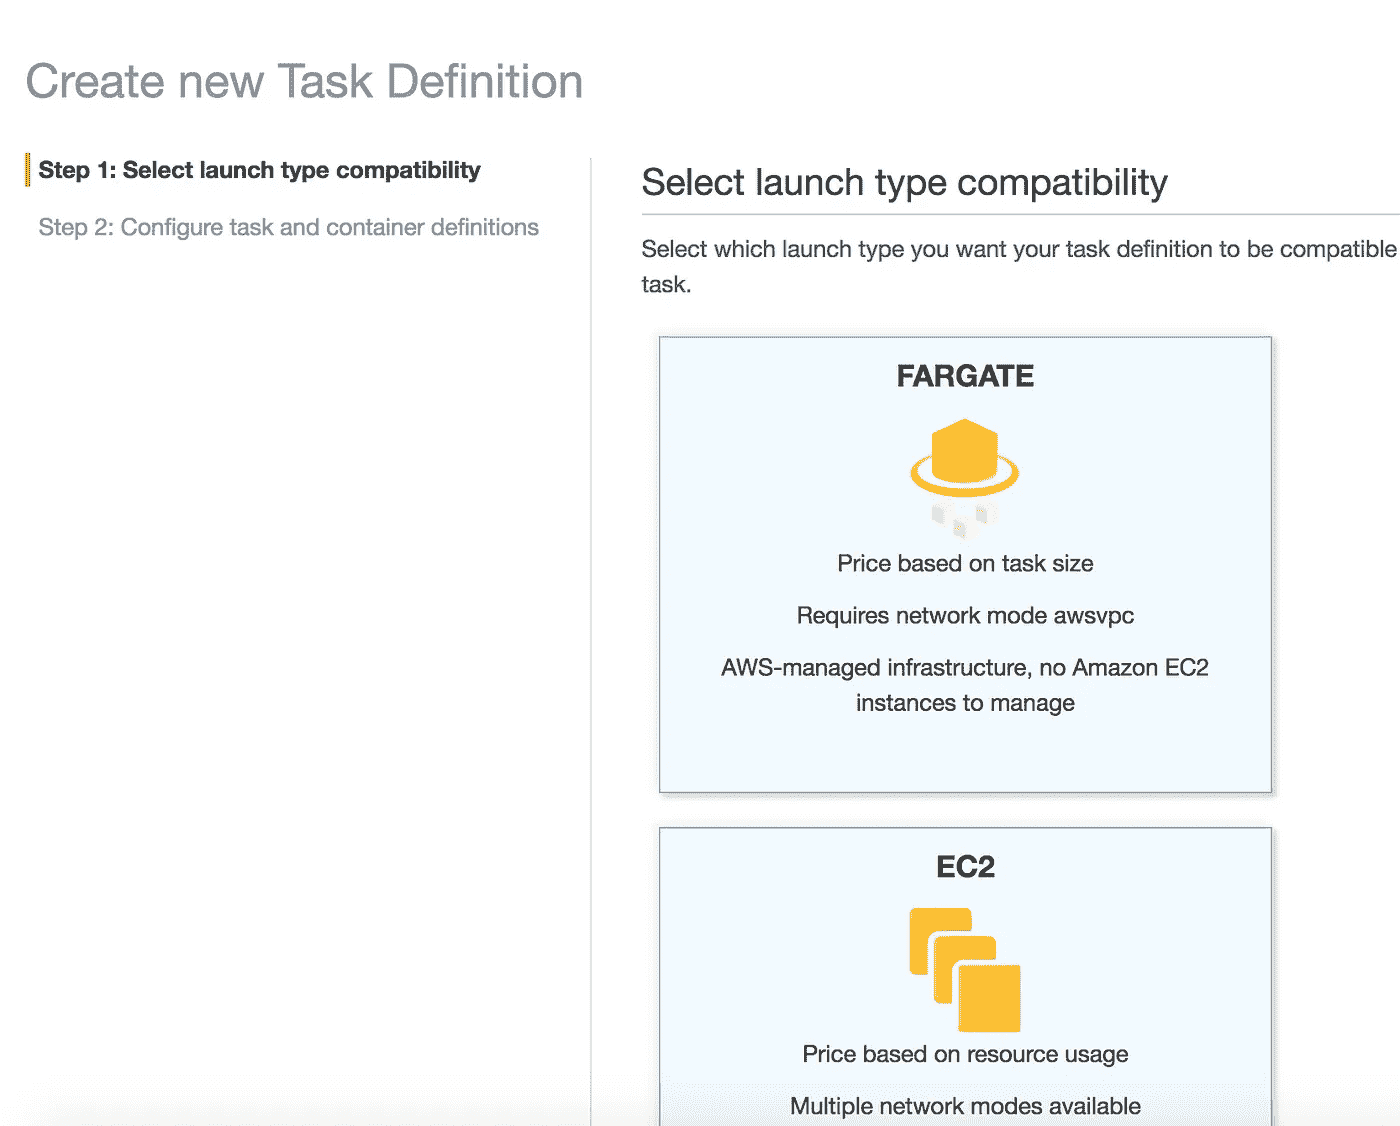 Create new Task Definition
Step 1: Select launch type compatibility
Step 2: Configure task and container definitions
Select launch type compatibility
Select which launch type you want your task definition to be compatible
task.
FARGATE
Price based on task size
Requires network mode awsvpc
AWS-managed infrastructure, no Amazon EC2
instances to manage
EC2
Price based on resource usage
Multiple network modes available